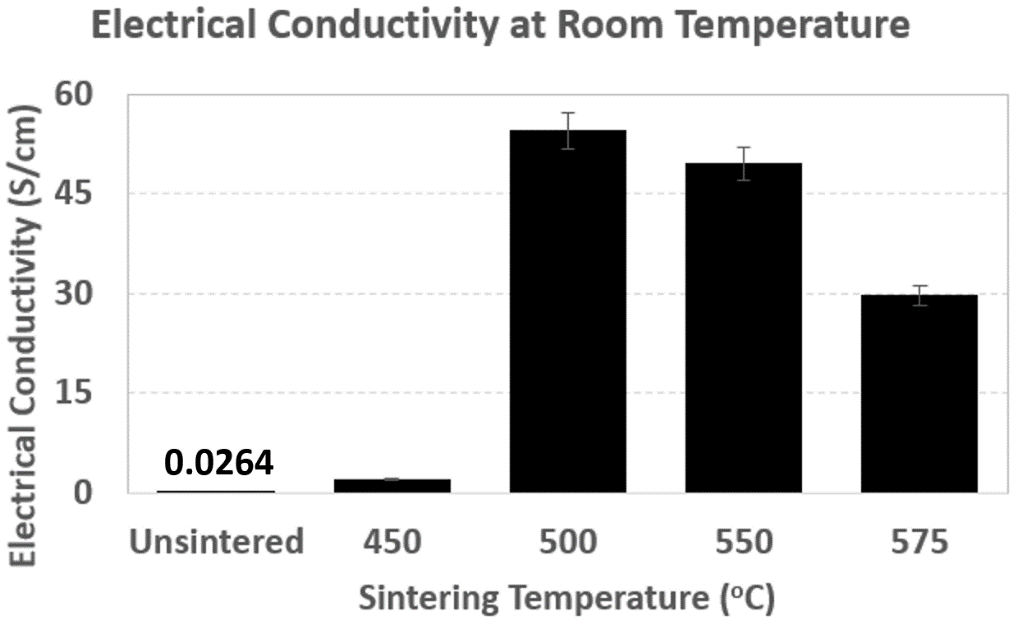 Electrical Conductivity at Room Temperature
Electrical Conductivity (S/cm)
60
45
30
15
0
0.0264
Unsintered 450 500 550 575
Sintering Temperature (°C)